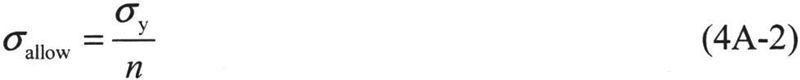 σ_allow = σ_y / n (4A-2)